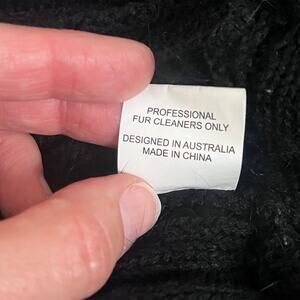 PROFESSIONAL
FUR CLEANERS ONLY
DESIGNED IN AUSTRALIA
MADE IN CHINA